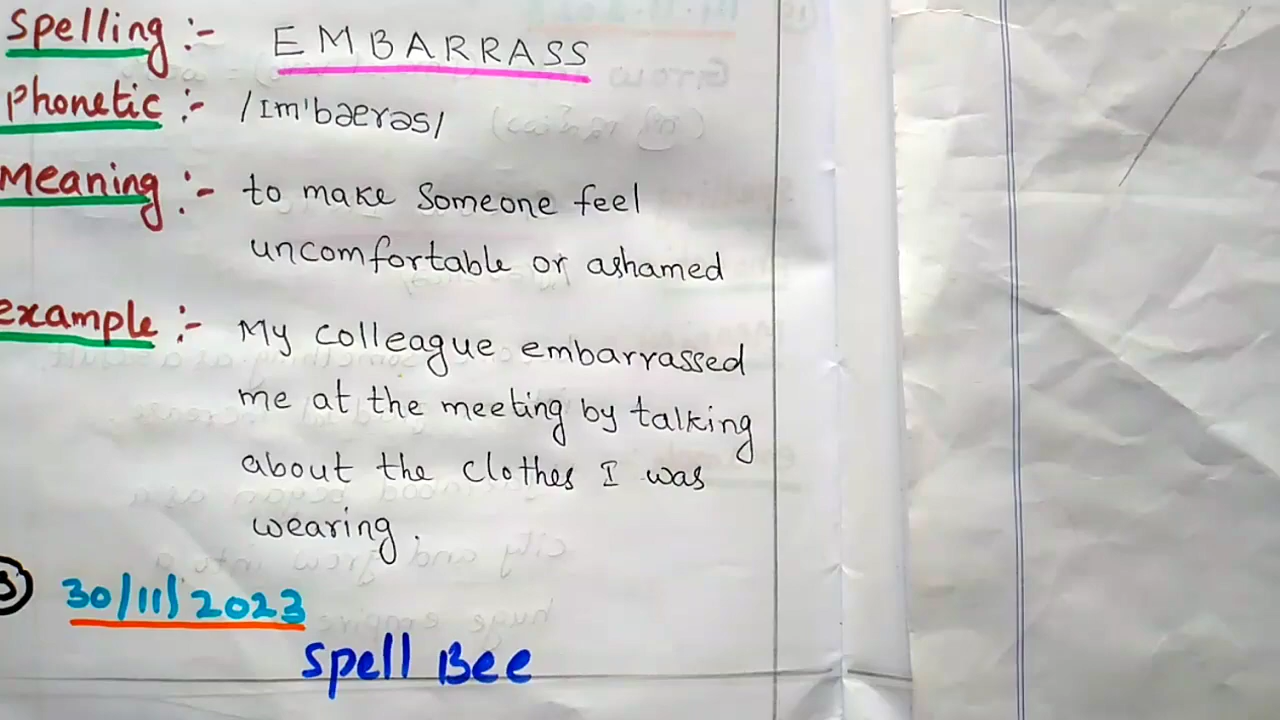 Spelling :- EMBARRASS
Phonetic :- /Im'bærəs/
Meaning :- to make someone feel
uncomfortable or ashamed
example :- My colleague embarrassed
me at the meeting by talking
about the clothes I was
wearing.
30/11/2023
Spell Bee